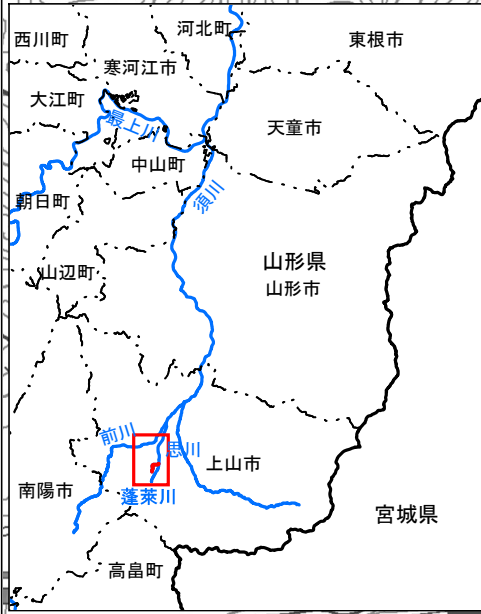 河北町
西川町
東根市
寒河江市
大江町
最上川
天童市
中山町
朝日町
須川
山形県
山辺町
山形市
前川
思川
上山市
南陽市
蓬莱川
宮城県
高畠町